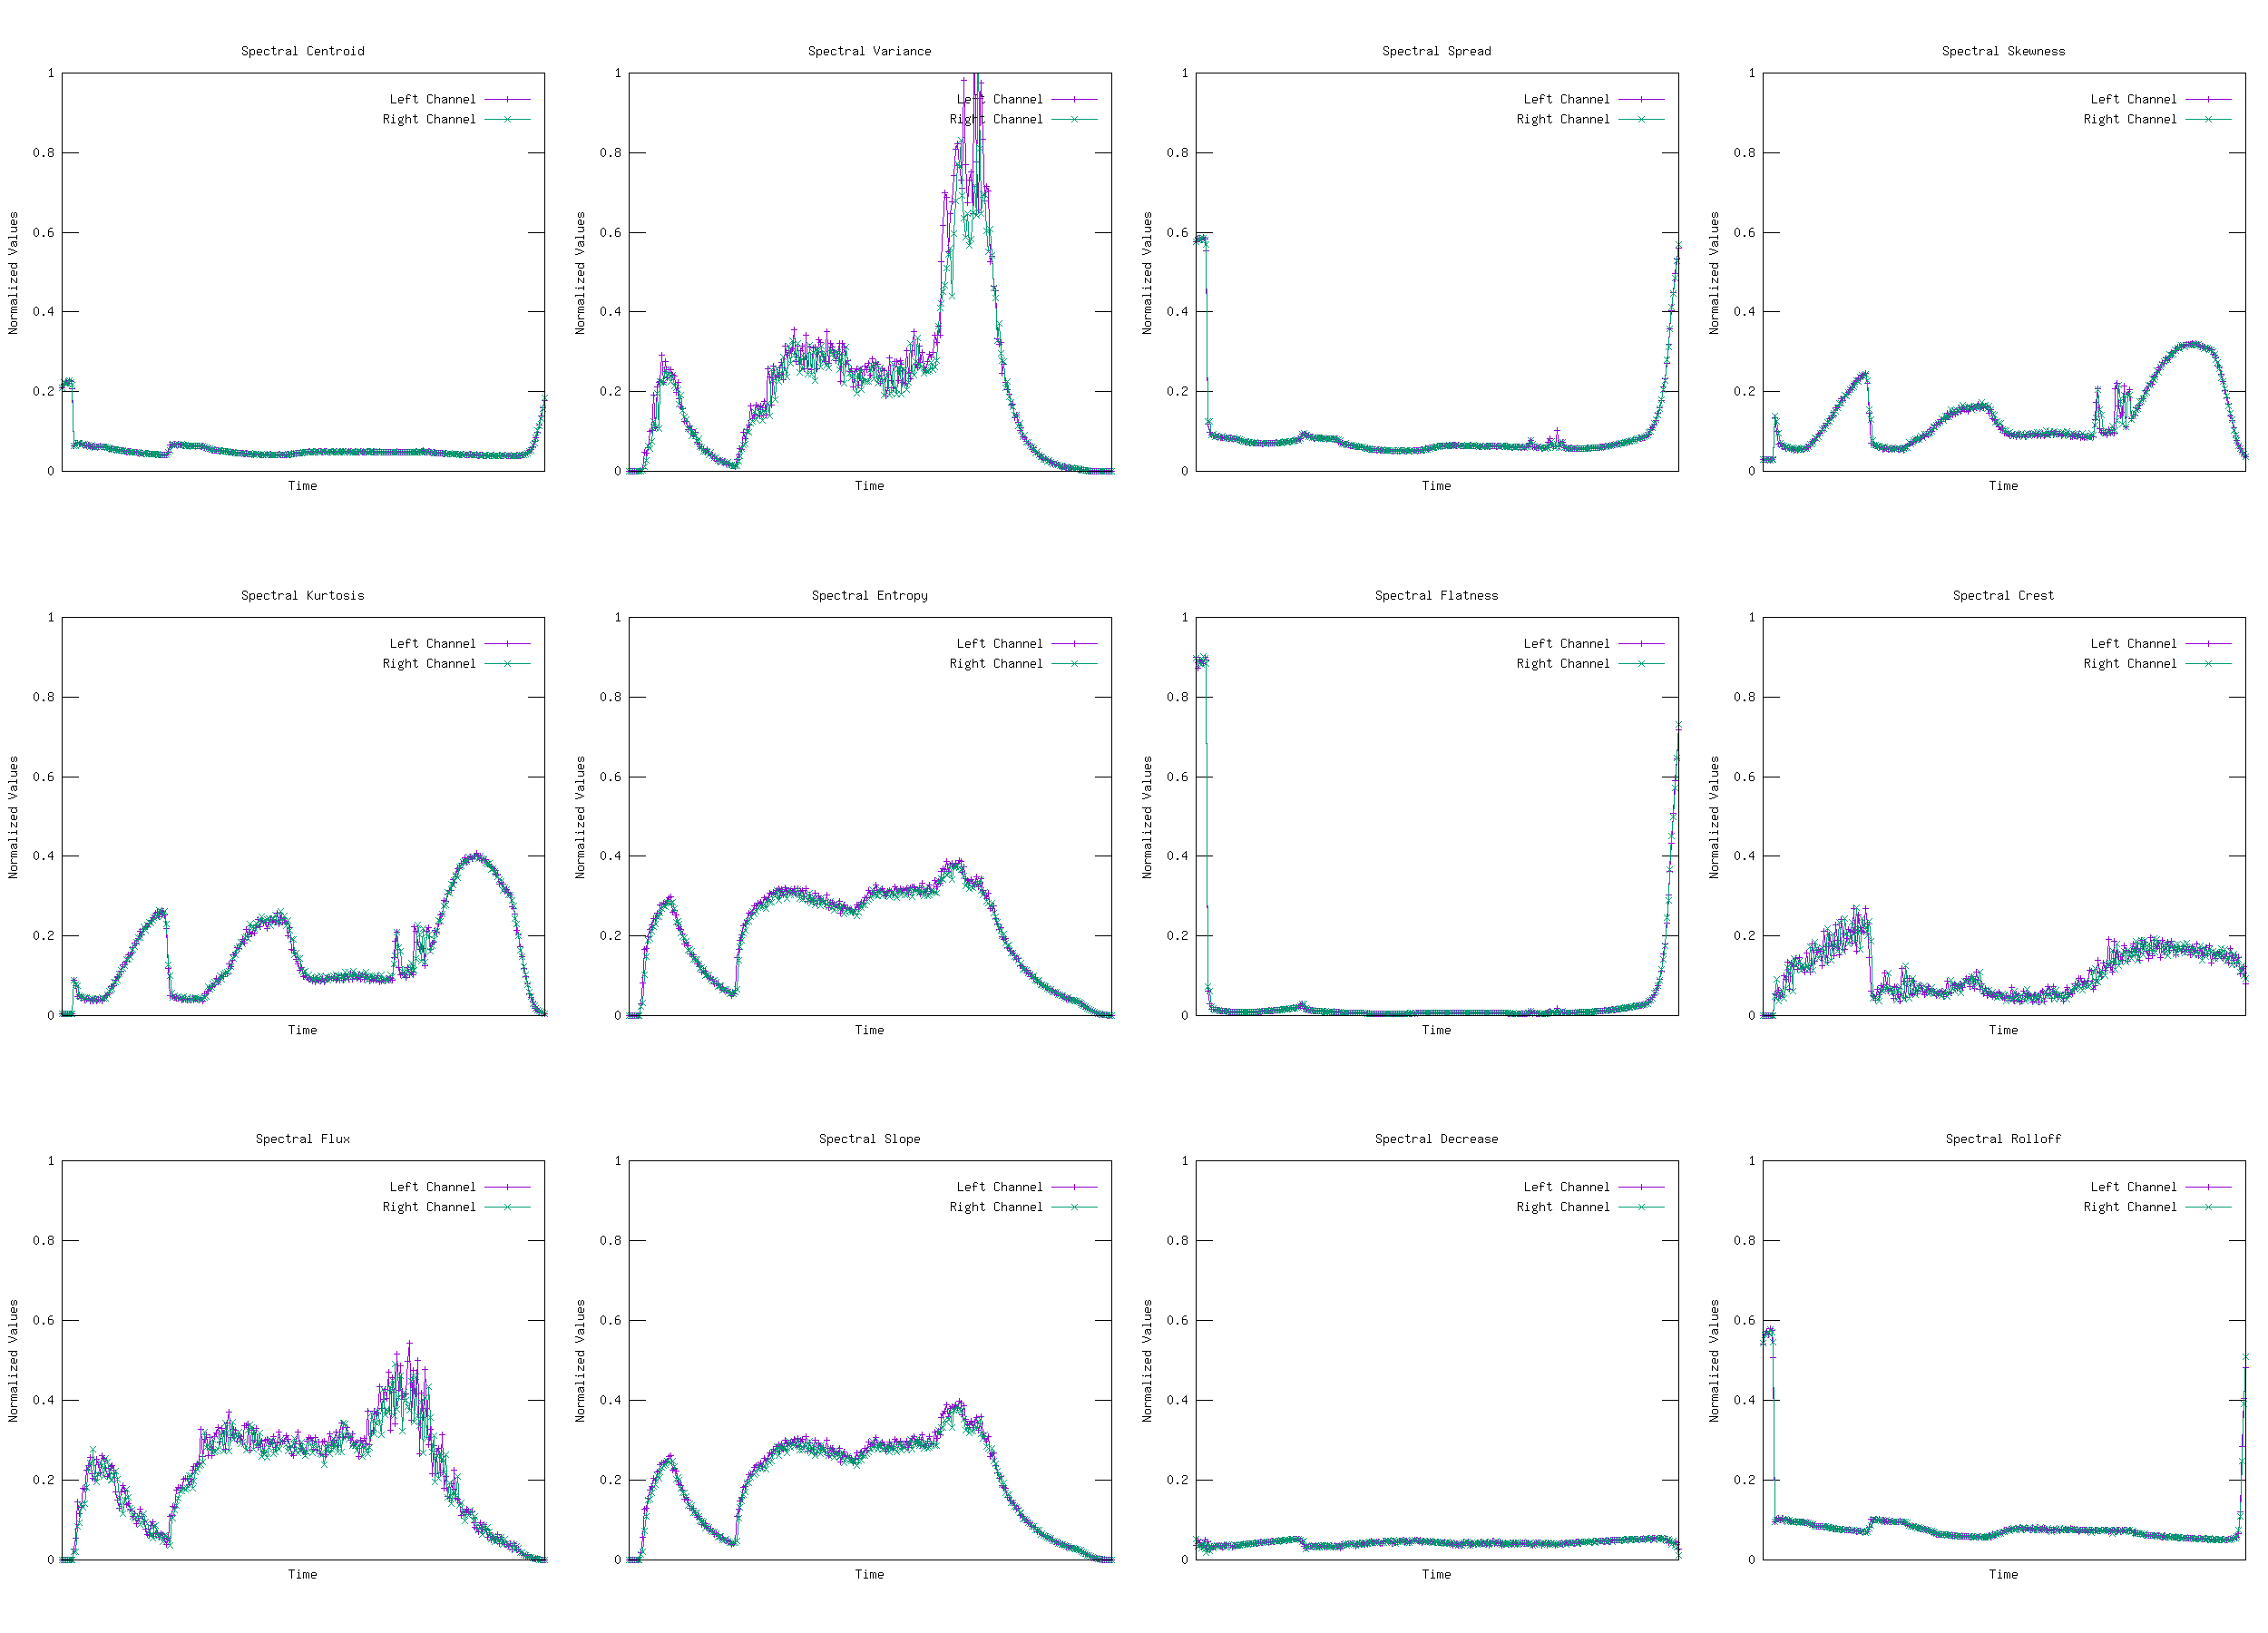 Spectral Centroid
1
0.8
0.6
0.4
0.2
0
Normalized Values
Time
Left Channel
Right Channel
Spectral Variance
1
0.8
0.6
0.4
0.2
0
Normalized Values
Time
Left Channel
Right Channel
Spectral Spread
1
0.8
0.6
0.4
0.2
0
Normalized Values
Time
Left Channel
Right Channel
Spectral Skewness
1
0.8
0.6
0.4
0.2
0
Normalized Values
Time
Left Channel
Right Channel
Spectral Kurtosis
1
0.8
0.6
0.4
0.2
0
Normalized Values
Time
Left Channel
Right Channel
Spectral Entropy
1
0.8
0.6
0.4
0.2
0
Normalized Values
Time
Left Channel
Right Channel
Spectral Flatness
1
0.8
0.6
0.4
0.2
0
Normalized Values
Time
Left Channel
Right Channel
Spectral Crest
1
0.8
0.6
0.4
0.2
0
Normalized Values
Time
Left Channel
Right Channel
Spectral Flux
1
0.8
0.6
0.4
0.2
0
Normalized Values
Time
Left Channel
Right Channel
Spectral Slope
1
0.8
0.6
0.4
0.2
0
Normalized Values
Time
Left Channel
Right Channel
Spectral Decrease
1
0.8
0.6
0.4
0.2
0
Normalized Values
Time
Left Channel
Right Channel
Spectral Rolloff
1
0.8
0.6
0.4
0.2
0
Normalized Values
Time
Left Channel
Right Channel